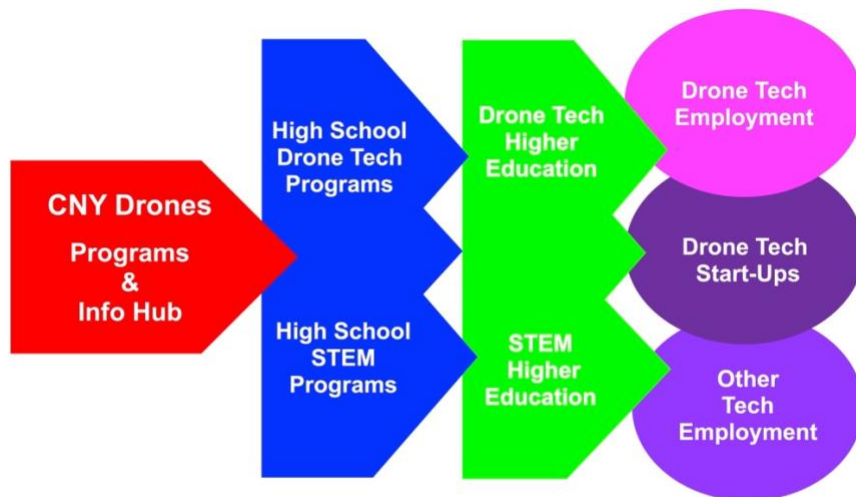 CNY Drones
Programs
&
Info Hub
High School
Drone Tech
Programs
High School
STEM
Programs
Drone Tech
Higher
Education
STEM
Higher
Education
Drone Tech
Employment
Drone Tech
Start-Ups
Other
Tech
Employment